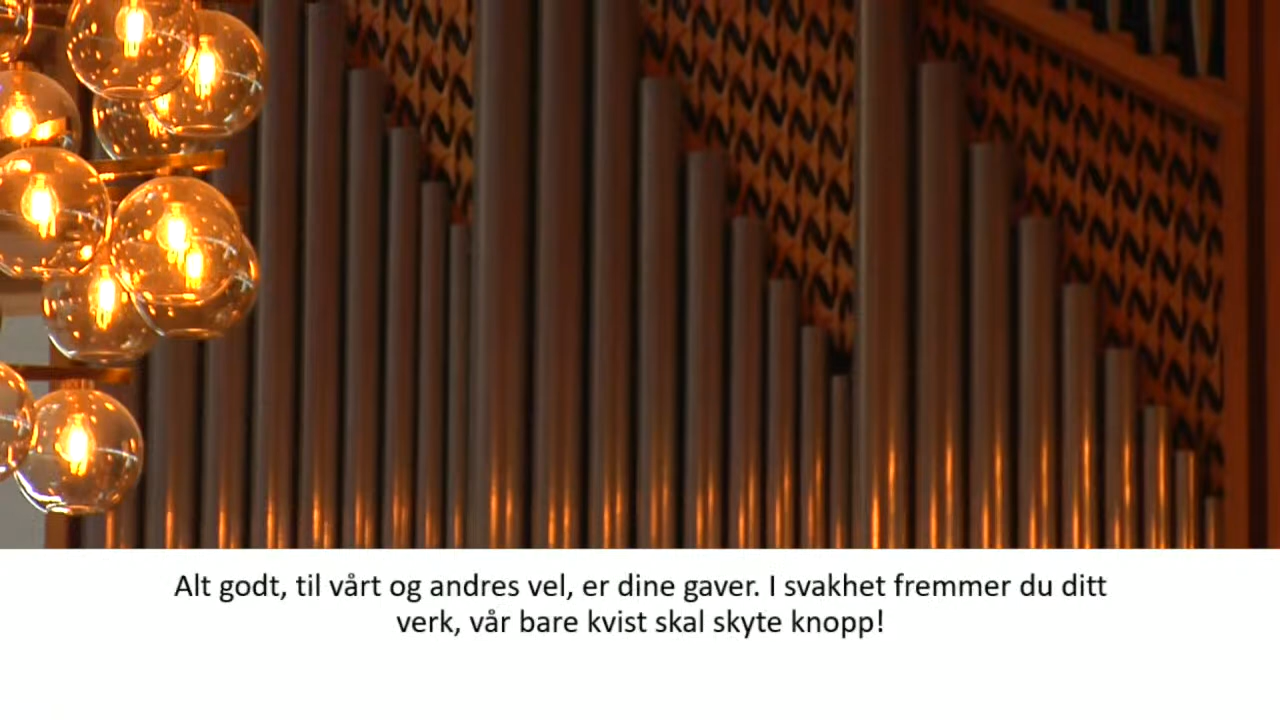 Alt godt, til vårt og andres vel, er dine gaver. I svakhet fremmer du ditt
verk, vår bare kvist skal skyte knopp!